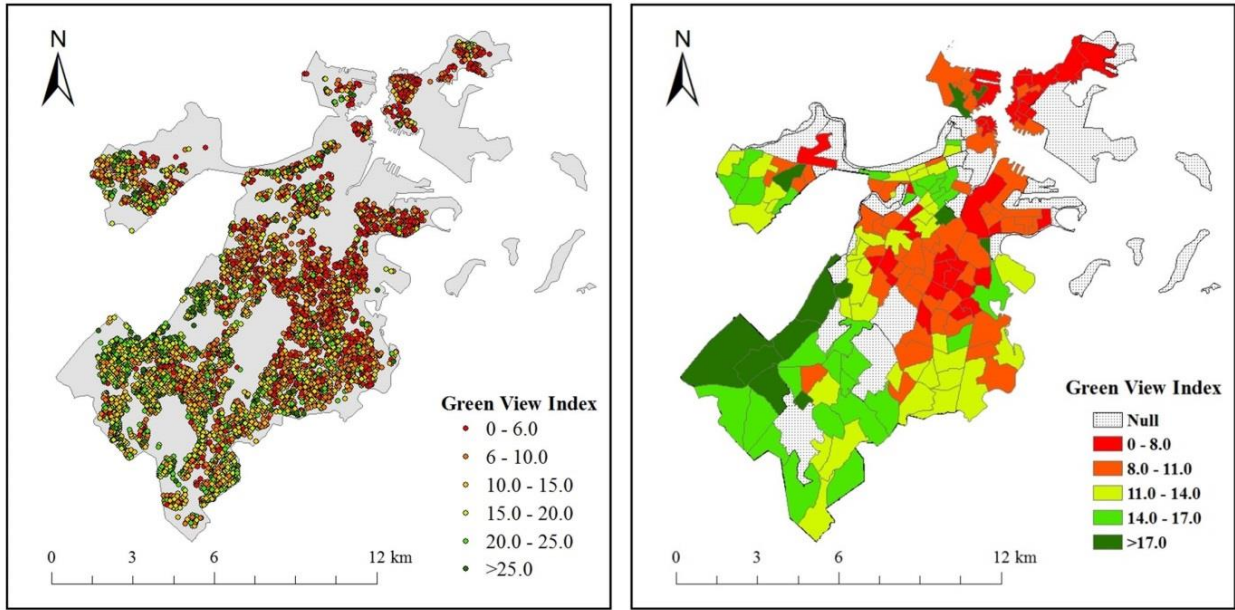 N
Green View Index
0 - 6.0
6 - 10.0
10.0 - 15.0
15.0 - 20.0
20.0 - 25.0
>25.0
0 3 6 12 km
N
Green View Index
Null
0 - 8.0
8.0 - 11.0
11.0 - 14.0
14.0 - 17.0
>17.0
0 3 6 12 km